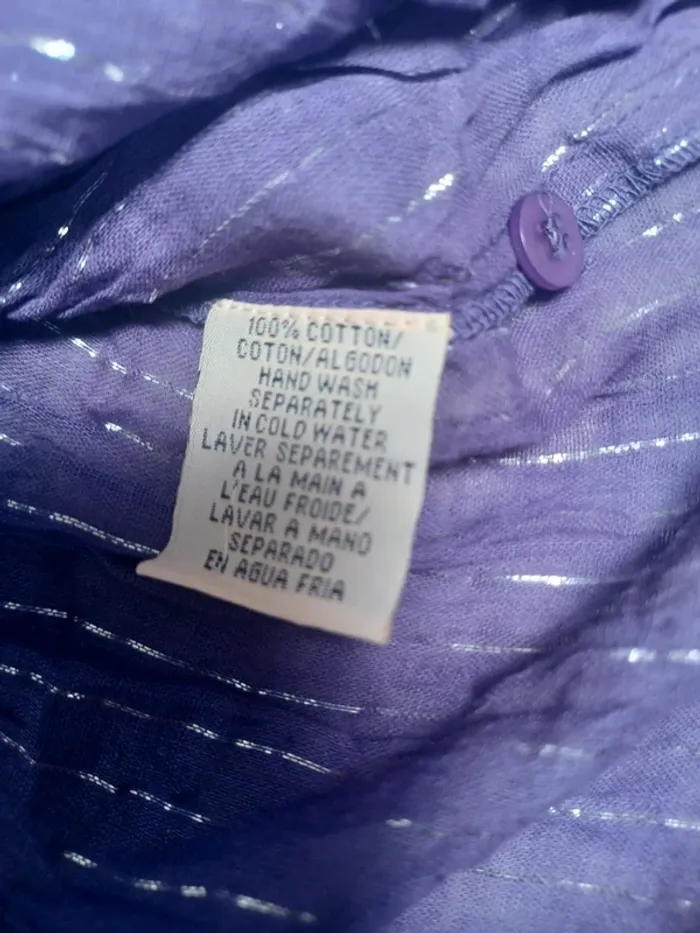 100% COTTON/
COTON/ALGODON
HAND WASH
SEPARATELY
IN COLD WATER
LAVER SEPAREMENT
A LA MAIN A
L'EAU FROIDE/
LAVAR A MANO
SEPARADO
EN AGUA FRIA